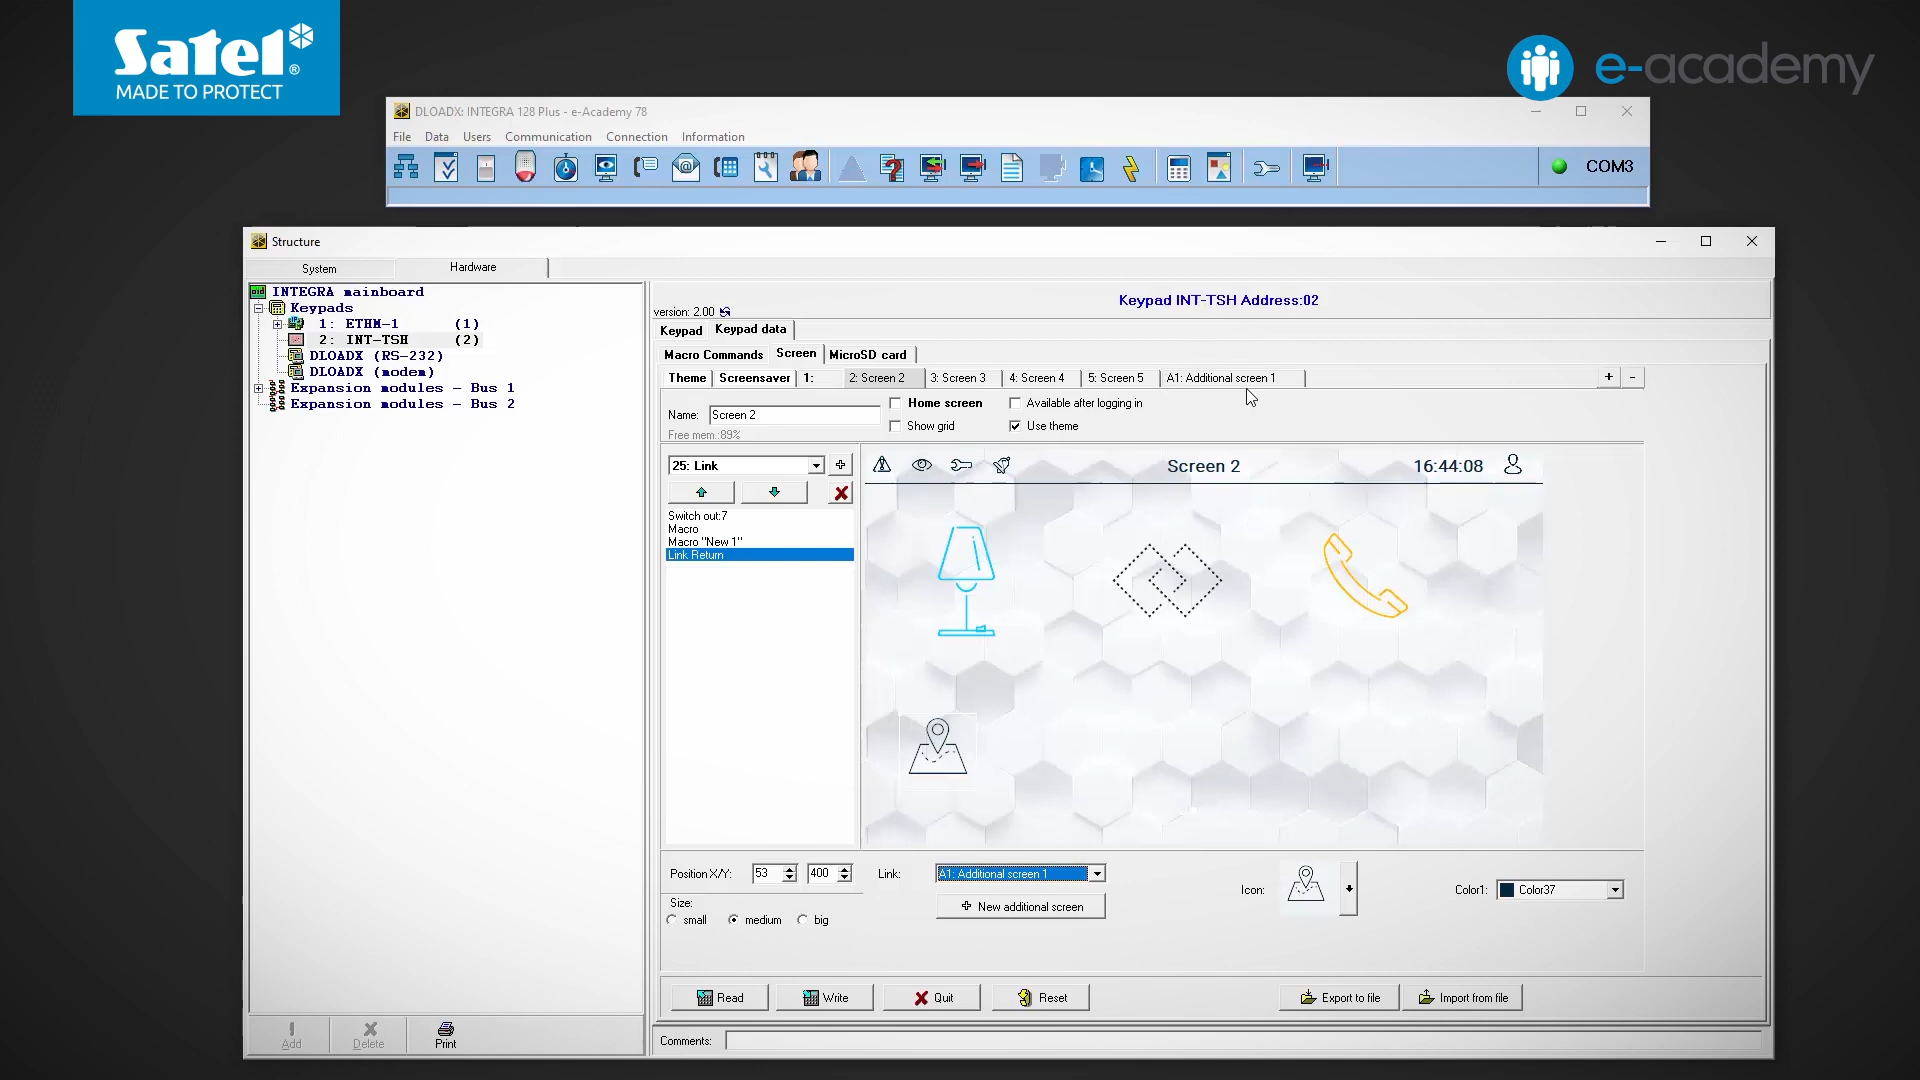 Satel®
MADE TO PROTECT
e-academy
DLOADX: INTEGRA 128 Plus - e-Academy 78
File Data Users Communication Connection Information
COM3
Structure
System Hardware
INTEGRA mainboard
Keypads
1: ETHM-1 (1)
2: INT-TSH (2)
DLOADX (RS-232)
DLOADX (modem)
Expansion modules - Bus 1
Expansion modules - Bus 2
Add Delete Print
Keypad INT-TSH Address:02
version: 2.00
Keypad Keypad data
Macro Commands Screen MicroSD card
Theme Screensaver 1: 2: Screen 2 3: Screen 3 4: Screen 4 5: Screen 5 A1: Additional screen 1 + -
Name: Screen 2 Home screen Available after logging in
Free mem.:89% Show grid Use theme
25: Link
Switch out:7
Macro
Macro "New 1"
Link Return
Screen 2 16:44:08
Position X/Y: 53 400 Link: A1: Additional screen 1 Icon: Color1: Color37
Size:
small medium big
New additional screen
Read Write Quit Reset Export to file Import from file
Comments: